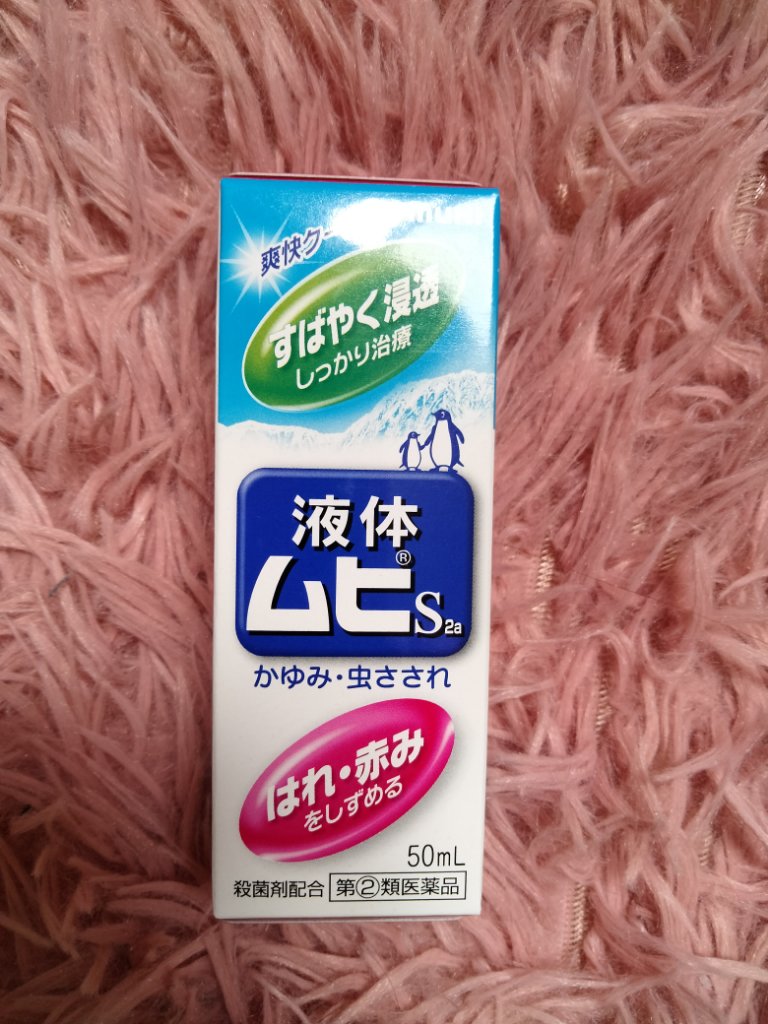 爽快クー
すばやく浸透
しっかり治療
液体
ムヒ®S2a
かゆみ・虫さされ
はれ・赤み
をしずめる
50mL
殺菌剤配合 第②類医薬品